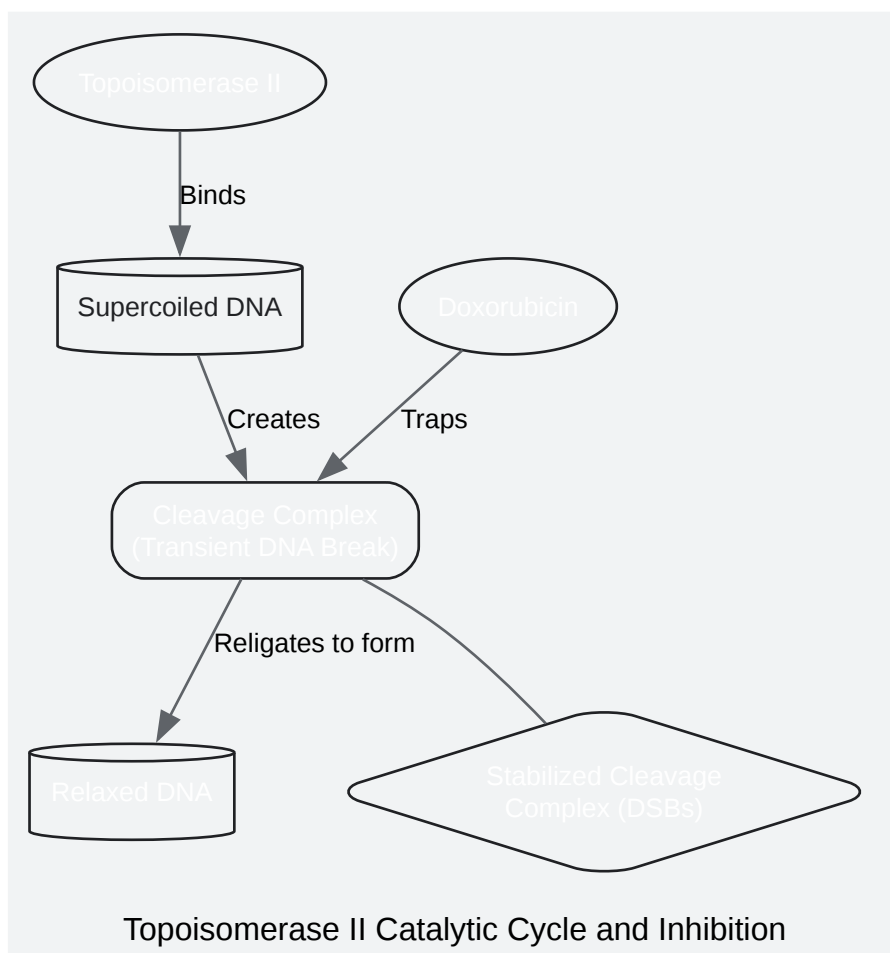 Topoisomerase II
Binds
Supercoiled DNA
Doxorubicin
Creates
Traps
Cleavage Complex
(Transient DNA Break)
Religates to form
Relaxed DNA
Stabilized Cleavage
Complex (DSBs)
Topoisomerase II Catalytic Cycle and Inhibition